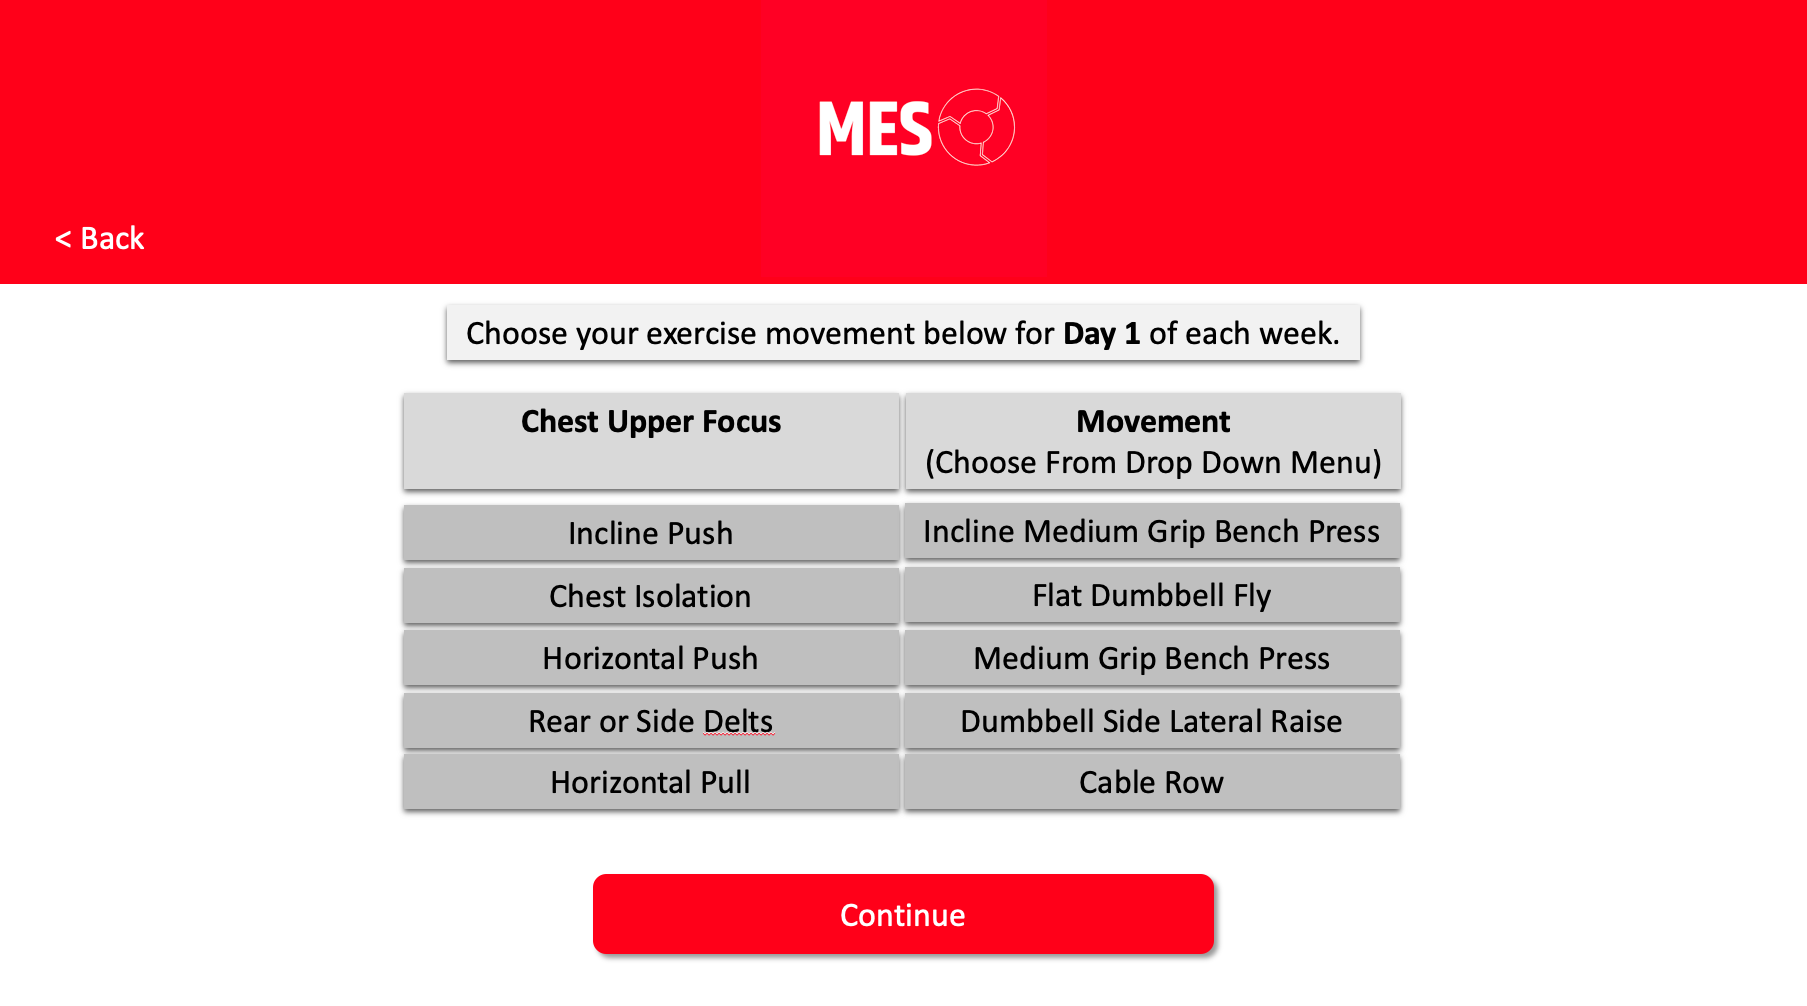 MESO
< Back
Choose your exercise movement below for Day 1 of each week.
Chest Upper Focus
Movement
(Choose From Drop Down Menu)
Incline Push
Incline Medium Grip Bench Press
Chest Isolation
Flat Dumbbell Fly
Horizontal Push
Medium Grip Bench Press
Rear or Side Delts
Dumbbell Side Lateral Raise
Horizontal Pull
Cable Row
Continue